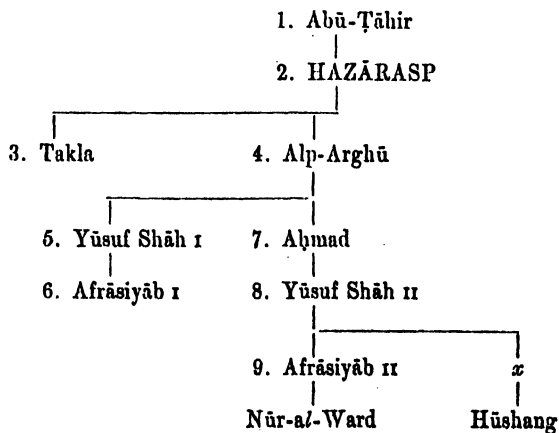 1. Abū-Ṭāhir
2. HAZĀRASP
3. Takla 4. Alp-Arghū
5. Yūsuf Shāh I 7. Aḥmad
6. Afrāsiyāb I 8. Yūsuf Shāh II
9. Afrāsiyāb II x
Nūr-al-Ward Hūshang